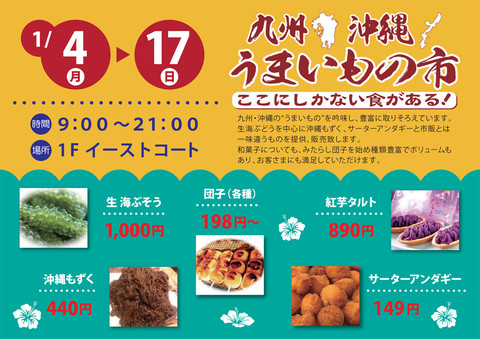 1/4(月)▶17(日)
九州 沖縄
うまいもの市
ここにしかない食がある!
時間 9:00～21:00
場所 1F イーストコート
九州・沖縄の“うまいもの”を吟味し、豊富に取りそろえています。
生海ぶどうを中心に沖縄もずく、サーターアンダギーと市販とは
一味違うものを提供、販売致します。
和菓子についても、みたらし団子を始め種類豊富でボリュームも
あり、お客さまにも満足していただけます。
生 海ぶそう
1,000円
団子(各種)
198円～
紅芋タルト
890円
沖縄もずく
440円
サーターアンダギー
149円